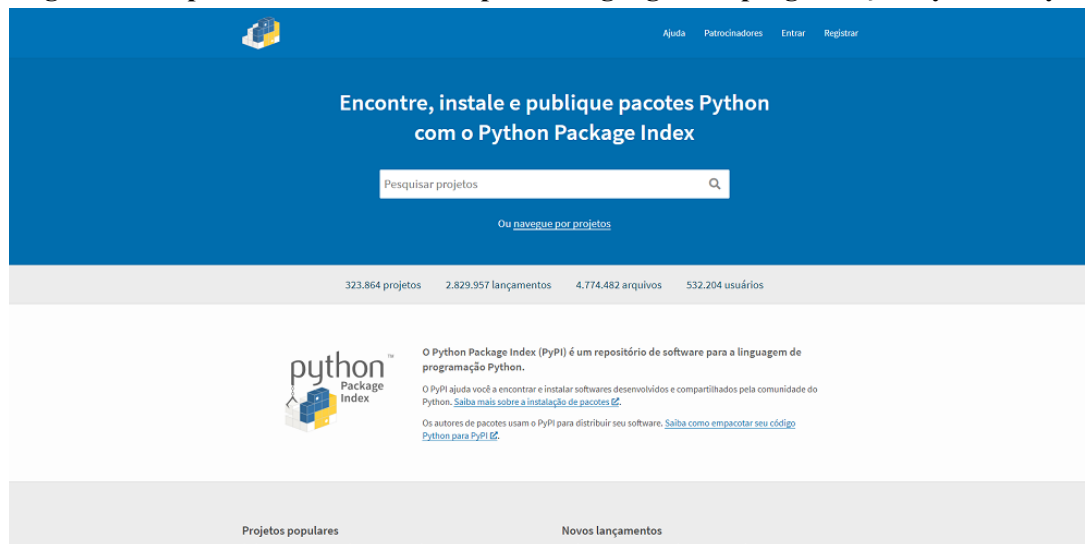 Ajuda Patrocinadores Entrar Registrar
Encontre, instale e publique pacotes Python
com o Python Package Index
Pesquisar projetos
Ou navegue por projetos
323.864 projetos 2.829.957 lançamentos 4.774.482 arquivos 532.204 usuários
python™
Package
Index
O Python Package Index (PyPI) é um repositório de software para a linguagem de
programação Python.
O PyPI ajuda você a encontrar e instalar softwares desenvolvidos e compartilhados pela comunidade do
Python. Saiba mais sobre a instalação de pacotes.
Os autores de pacotes usam o PyPI para distribuir seu software. Saiba como empacotar seu código
Python para PyPI.
Projetos populares Novos lançamentos